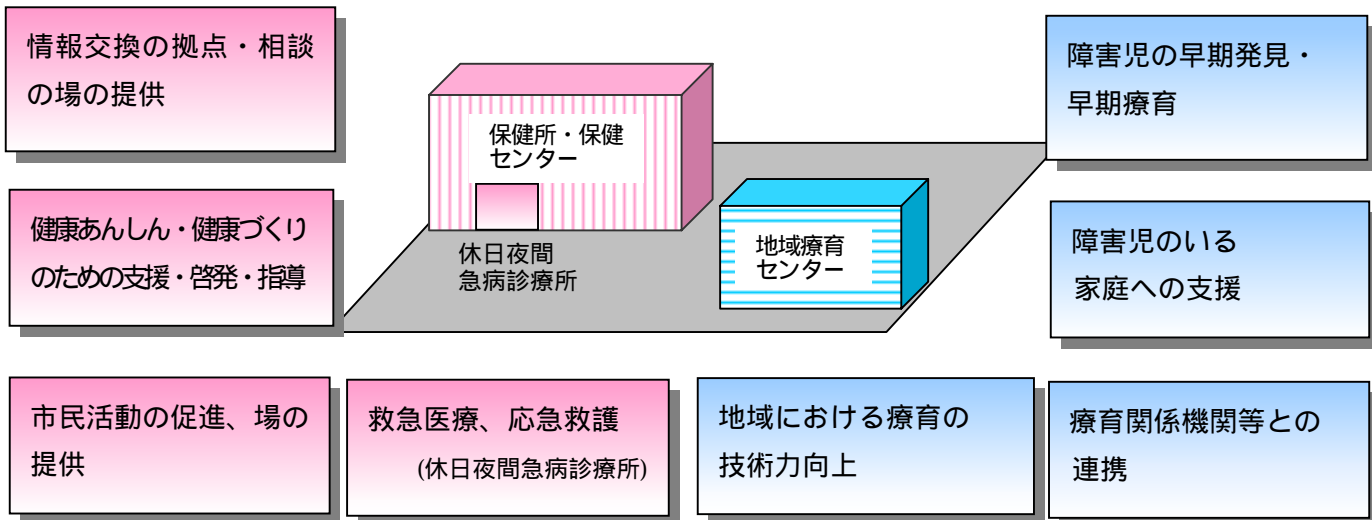 情報交換の拠点・相談
の場の提供
健康あんしん・健康づくり
のための支援・啓発・指導
保健所・保健
センター
休日夜間
急病診療所
地域療育
センター
障害児の早期発見・
早期療育
障害児のいる
家庭への支援
市民活動の促進、場の
提供
救急医療、応急救護
(休日夜間急病診療所)
地域における療育の
技術力向上
療育関係機関等との
連携